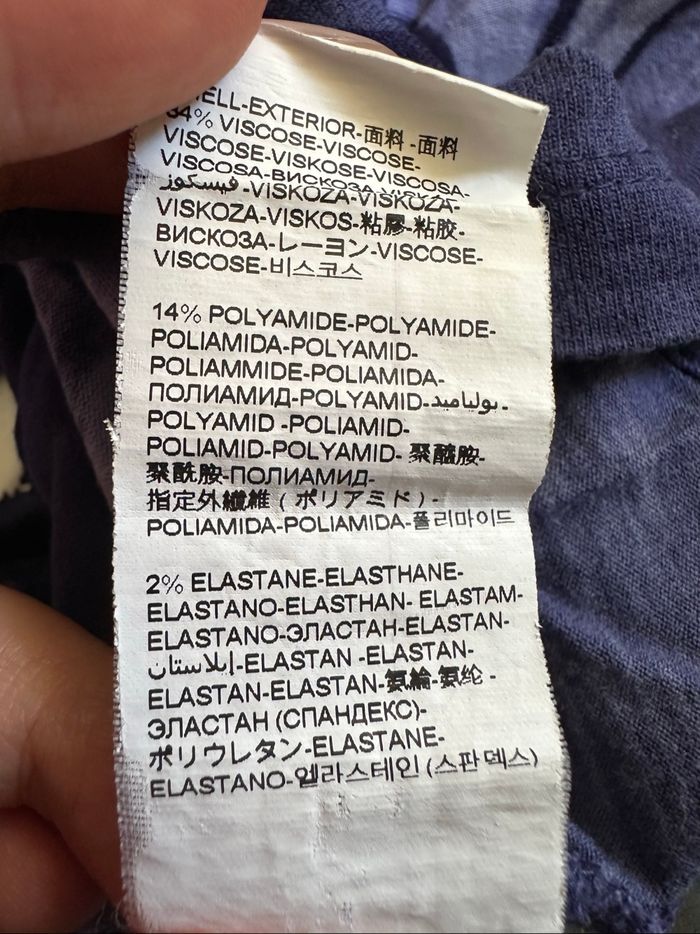 ELL-EXTERIOR-面料 -面料
84% VISCOSE-VISCOSE-
VISCOSE-VISKOSE-VISCOSA-
VISCOSA-ВИСКОЗА
فيسكوز-VISKOZA-VISKOZA-
VISKOZA-VISKOS-粘膠-粘胶-
ВИСКОЗА-レーヨン-VISCOSE-
VISCOSE-비스코스
14% POLYAMIDE-POLYAMIDE-
POLIAMIDA-POLYAMID-
POLIAMMIDE-POLIAMIDA-
ПОЛИАМИД-POLYAMID-بولياميد-
POLYAMID -POLIAMID-
POLIAMID-POLYAMID- 聚醯胺-
聚酰胺-ПОЛИАМИД-
指定外繊維 ( ポリアミド ) -
POLIAMIDA-POLIAMIDA-폴리마이드
2% ELASTANE-ELASTHANE-
ELASTANO-ELASTHAN- ELASTAM-
ELASTANO-ЭЛАСТАН-ELASTAN-
إيلاستان-ELASTAN -ELASTAN-
ELASTAN-ELASTAN-氨綸-氨纶 -
ЭЛАСТАН (СПАНДЕКС)-
ポリウレタン-ELASTANE-
ELASTANO-엘라스테인 (스판덱스)